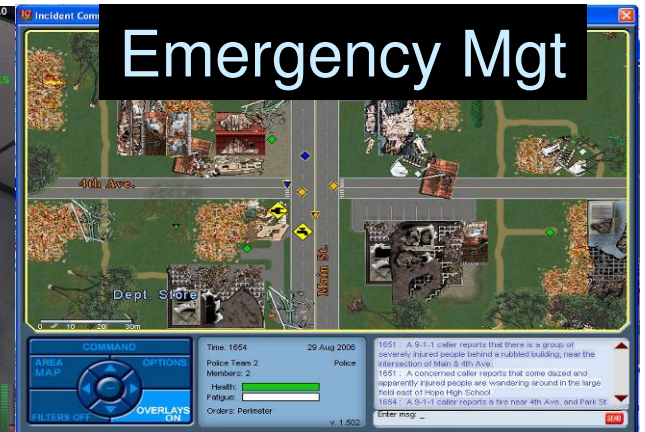 Incident Com
Emergency Mgt
4th Ave.
Main St.
Dept. Store
0 10 20 30m
COMMAND
AREA
MAP
OPTIONS
FILTERS OFF
OVERLAYS
ON
Time: 1654 29 Aug 2006
Police Team 2 Police
Members: 2
Health:
Fatigue:
Orders: Perimeter
v. 1.502
1651 : A 9-1-1 caller reports that there is a group of
severely injured people behind a rubbled building, near the
intersection of Main & 4th Ave.
1651 : A concerned caller reports that some dazed and
apparently injured people are wandering around in the large
field east of Hope High School
1654 : A 9-1-1 caller reports a fire near 4th Ave. and Park St.
Enter msg: _
SEND